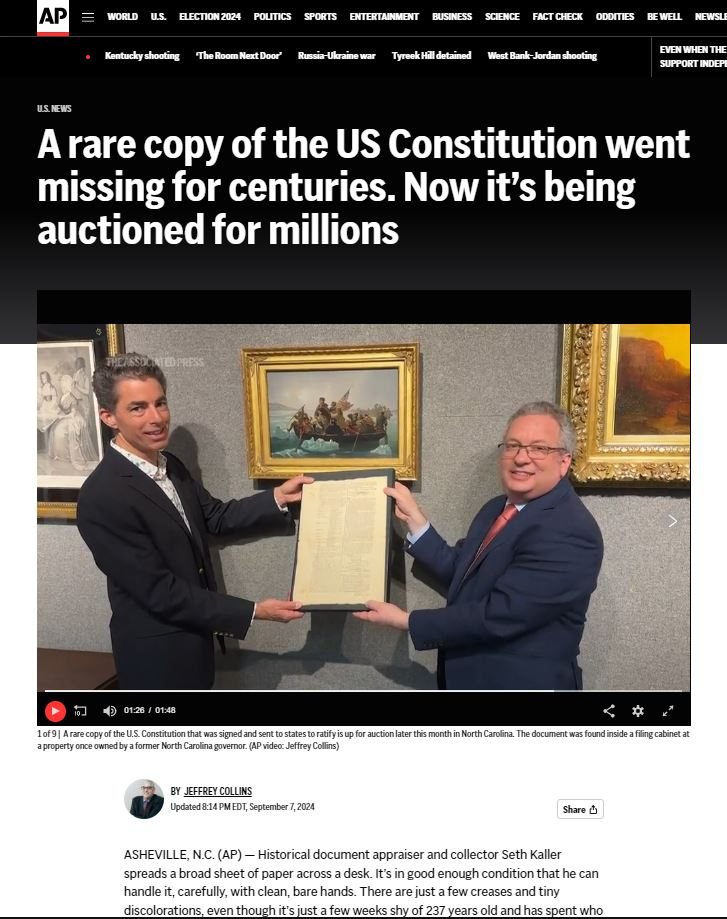 AP
WORLD U.S. ELECTION 2024 POLITICS SPORTS ENTERTAINMENT BUSINESS SCIENCE FACT CHECK ODDITIES BE WELL NEWSLE
Kentucky shooting 'The Room Next Door' Russia-Ukraine war Tyreek Hill detained West Bank-Jordan shooting
EVEN WHEN THE
SUPPORT INDEP
U.S. NEWS
A rare copy of the US Constitution went
missing for centuries. Now it's being
auctioned for millions
THE ASSOCIATED PRESS
10
01:26 / 01:48
1 of 9 | A rare copy of the U.S. Constitution that was signed and sent to states to ratify is up for auction later this month in North Carolina. The document was found inside a filing cabinet at
a property once owned by a former North Carolina governor. (AP video: Jeffrey Collins)
BY JEFFREY COLLINS
Updated 8:14 PM EDT, September 7, 2024
Share
ASHEVILLE, N.C. (AP) — Historical document appraiser and collector Seth Kaller
spreads a broad sheet of paper across a desk. It's in good enough condition that he can
handle it, carefully, with clean, bare hands. There are just a few creases and tiny
discolorations, even though it's just a few weeks shy of 237 years old and has spent who